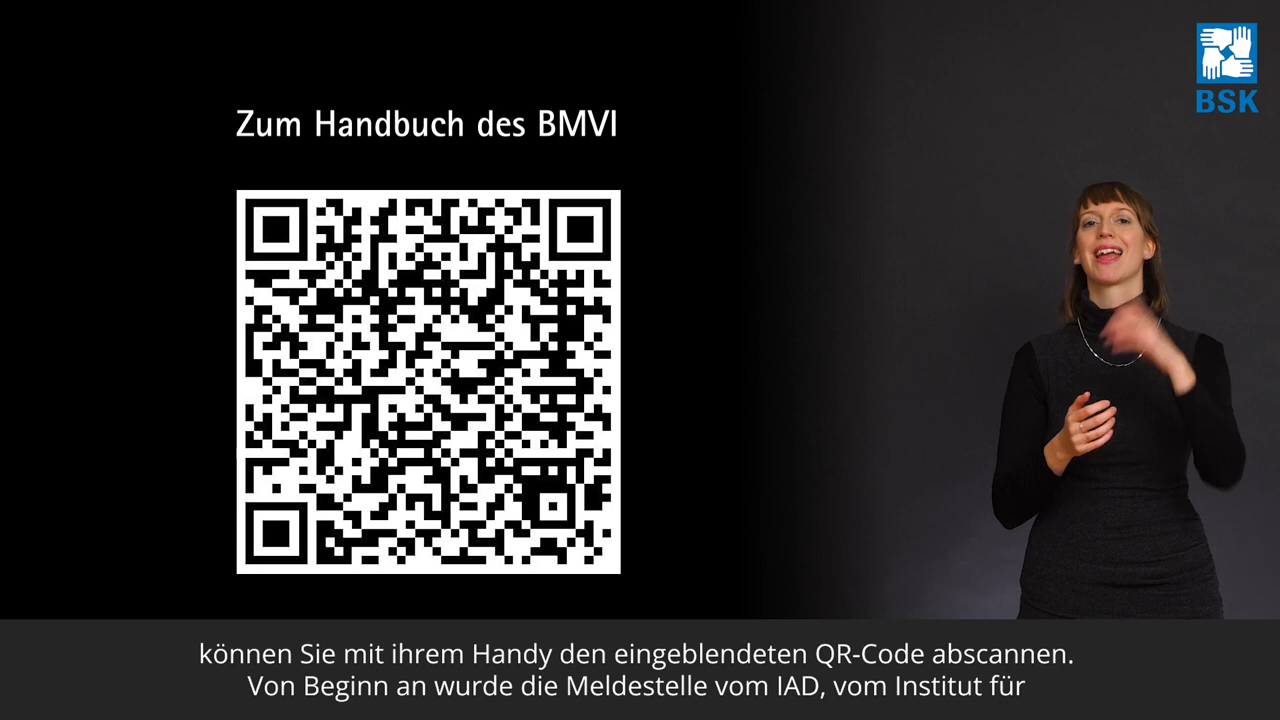 BSK
Zum Handbuch des BMVI
können Sie mit ihrem Handy den eingeblendeten QR-Code abscannen.
Von Beginn an wurde die Meldestelle vom IAD, vom Institut für